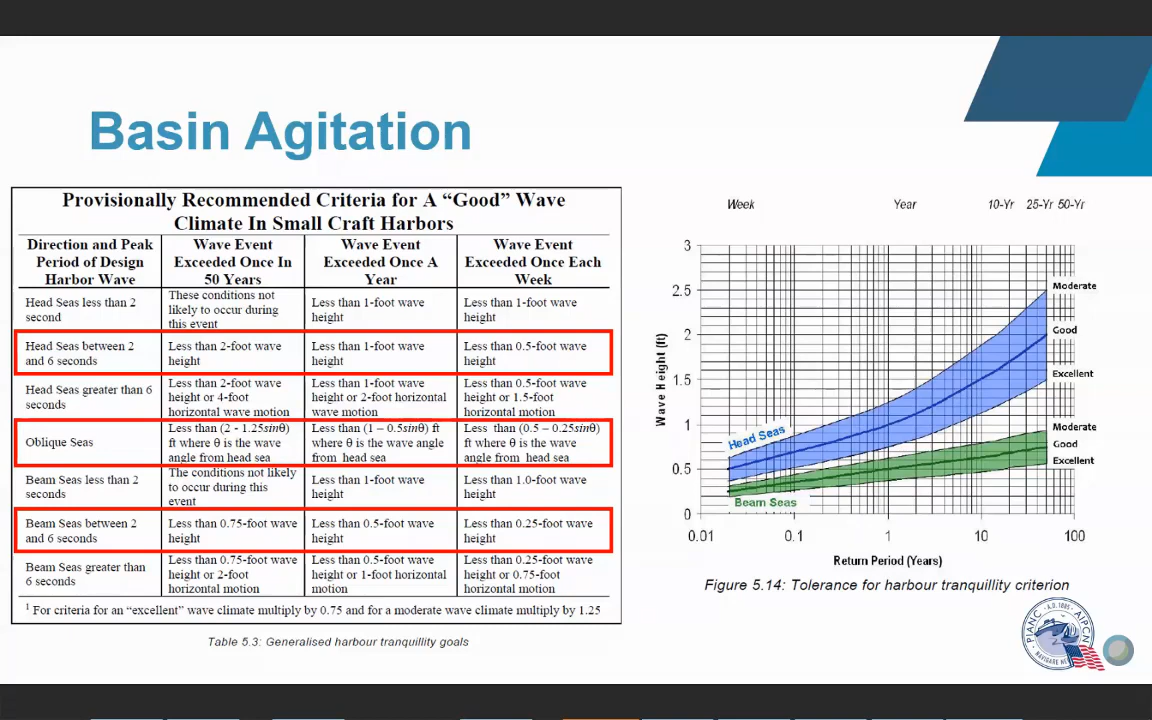 Basin Agitation
Provisionally Recommended Criteria for A “Good” Wave
Climate In Small Craft Harbors
Direction and Peak
Period of Design
Harbor Wave
Wave Event
Exceeded Once In
50 Years
Wave Event
Exceeded Once A
Year
Wave Event
Exceeded Once Each
Week
Head Seas less than 2
second
These conditions not
likely to occur during
this event
Less than 1-foot wave
height
Less than 1-foot wave
height
Head Seas between 2
and 6 seconds
Less than 2-foot wave
height
Less than 1-foot wave
height
Less than 0.5-foot wave
height
Head Seas greater than 6
seconds
Less than 2-foot wave
height or 4-foot
horizontal wave motion
Less than 1-foot wave
height or 2-foot horizontal
wave motion
Less than 0.5-foot wave
height or 1.5-foot
horizontal motion
Oblique Seas
Less than (2 - 1.25sinθ)
ft where θ is the wave
angle from head sea
Less than (1 – 0.5sinθ) ft
where θ is the wave angle
from head sea
Less than (0.5 – 0.25sinθ)
ft where θ is the wave
angle from head sea
Beam Seas less than 2
seconds
The conditions not likely
to occur during this
event
Less than 1-foot wave
height
Less than 1.0-foot wave
height
Beam Seas between 2
and 6 seconds
Less than 0.75-foot wave
height
Less than 0.5-foot wave
height
Less than 0.25-foot wave
height
Beam Seas greater than
6 seconds
Less than 0.75-foot wave
height or 2-foot
horizontal motion
Less than 0.5-foot wave
height or 1-foot horizontal
motion
Less than 0.25-foot wave
height or 0.75-foot
horizontal motion
1 For criteria for an “excellent” wave climate multiply by 0.75 and for a moderate wave climate multiply by 1.25
Table 5.3: Generalised harbour tranquillity goals
Week Year 10-Yr 25-Yr 50-Yr
3
2.5
2
1.5
1
0.5
0
Wave Height (ft)
Moderate
Good
Excellent
Head Seas
Moderate
Good
Excellent
Beam Seas
0.01 0.1 1 10 100
Return Period (Years)
Figure 5.14: Tolerance for harbour tranquillity criterion
PIANC · A.D. 1885 · AIPCN